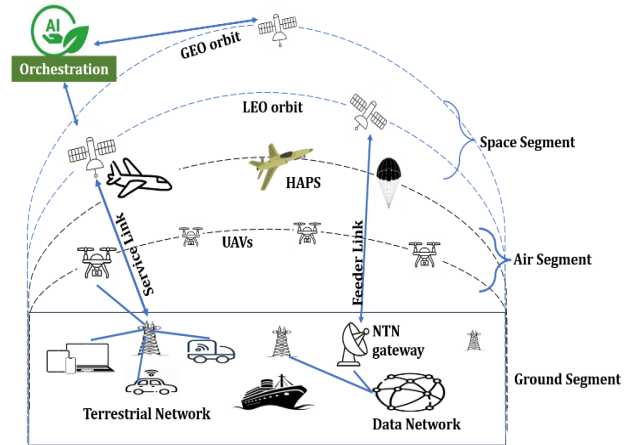 AI
Orchestration
GEO orbit
LEO orbit
Space Segment
HAPS
Service Link
UAVs
Feeder Link
Air Segment
NTN
gateway
Ground Segment
Terrestrial Network
Data Network